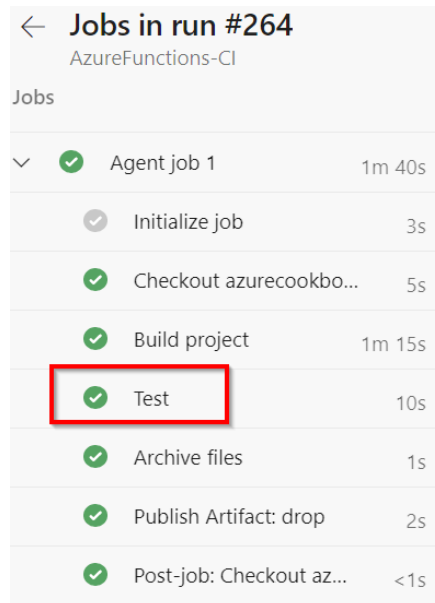 Jobs in run #264
AzureFunctions-CI
Jobs
Agent job 1 1m 40s
Initialize job 3s
Checkout azurecookbo... 5s
Build project 1m 15s
Test 10s
Archive files 1s
Publish Artifact: drop 2s
Post-job: Checkout az... <1s